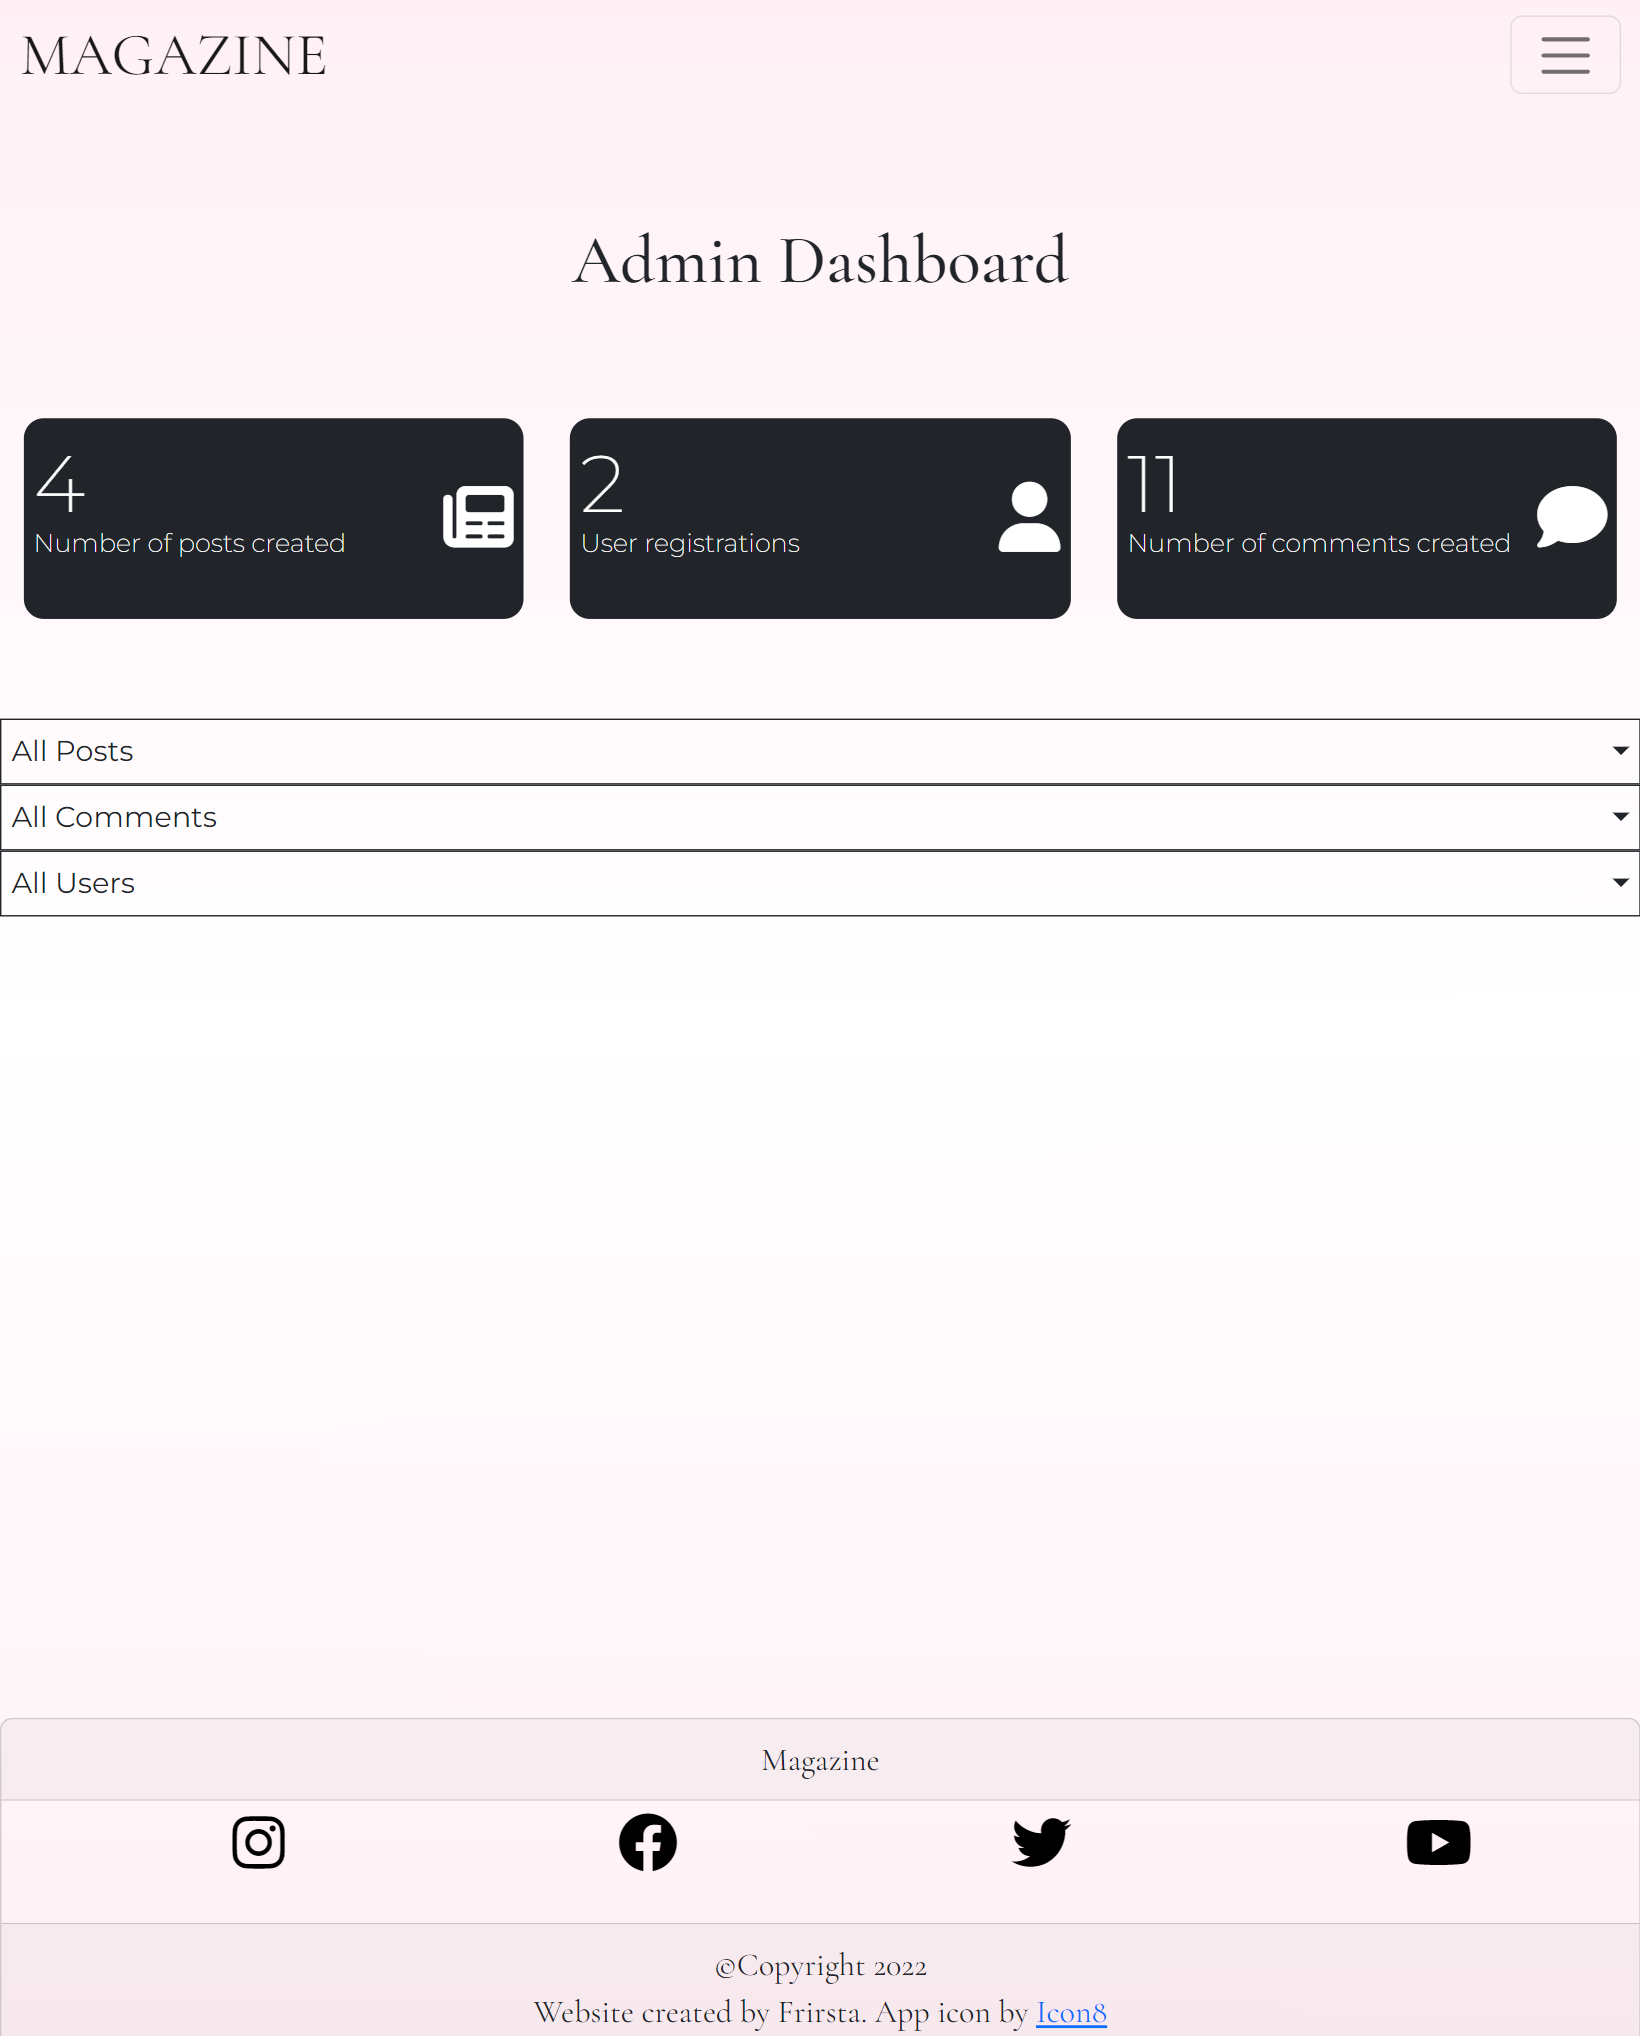 MAGAZINE
Admin Dashboard
4
Number of posts created
2
User registrations
11
Number of comments created
All Posts
All Comments
All Users
Magazine
©Copyright 2022
Website created by Frirsta. App icon by Icon8